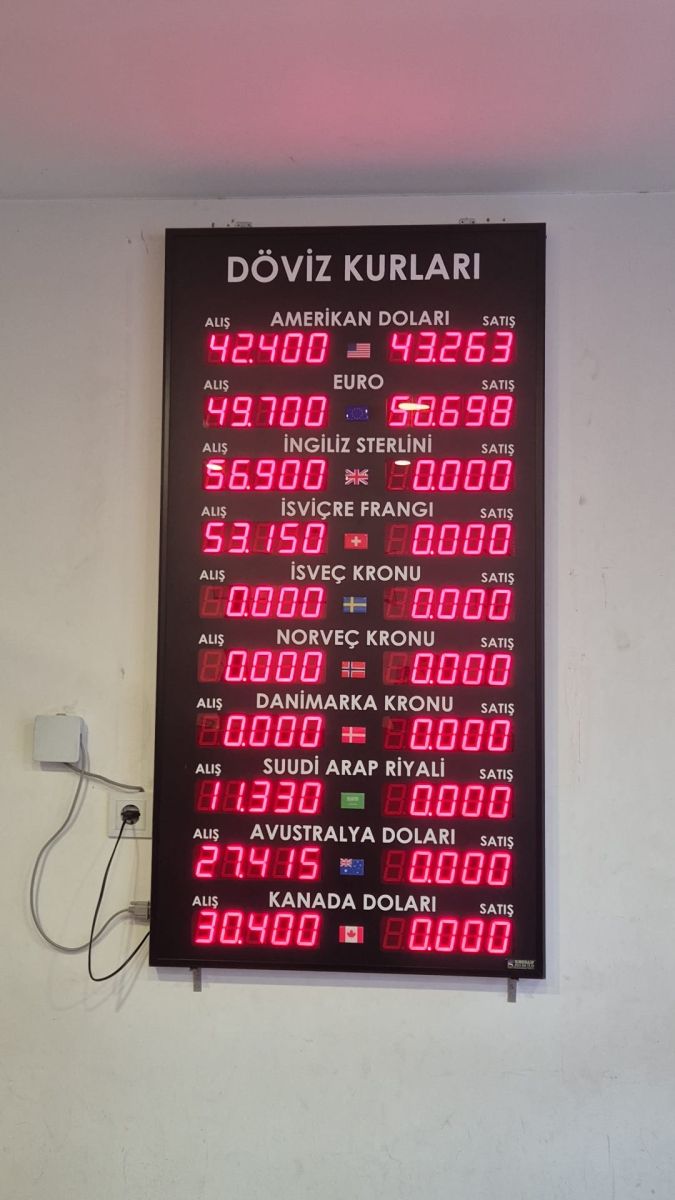 DÖVİZ KURLARI
ALIŞ AMERİKAN DOLARI SATIŞ
42.400 43.263
ALIŞ EURO SATIŞ
49.700 50.698
ALIŞ İNGİLİZ STERLİNİ SATIŞ
56.900 0.000
ALIŞ İSVİÇRE FRANGI SATIŞ
53.150 0.000
ALIŞ İSVEÇ KRONU SATIŞ
0.000 0.000
ALIŞ NORVEÇ KRONU SATIŞ
0.000 0.000
ALIŞ DANİMARKA KRONU SATIŞ
0.000 0.000
ALIŞ SUUDİ ARAP RİYALİ SATIŞ
11.330 0.000
ALIŞ AVUSTRALYA DOLARI SATIŞ
27.415 0.000
ALIŞ KANADA DOLARI SATIŞ
30.400 0.000